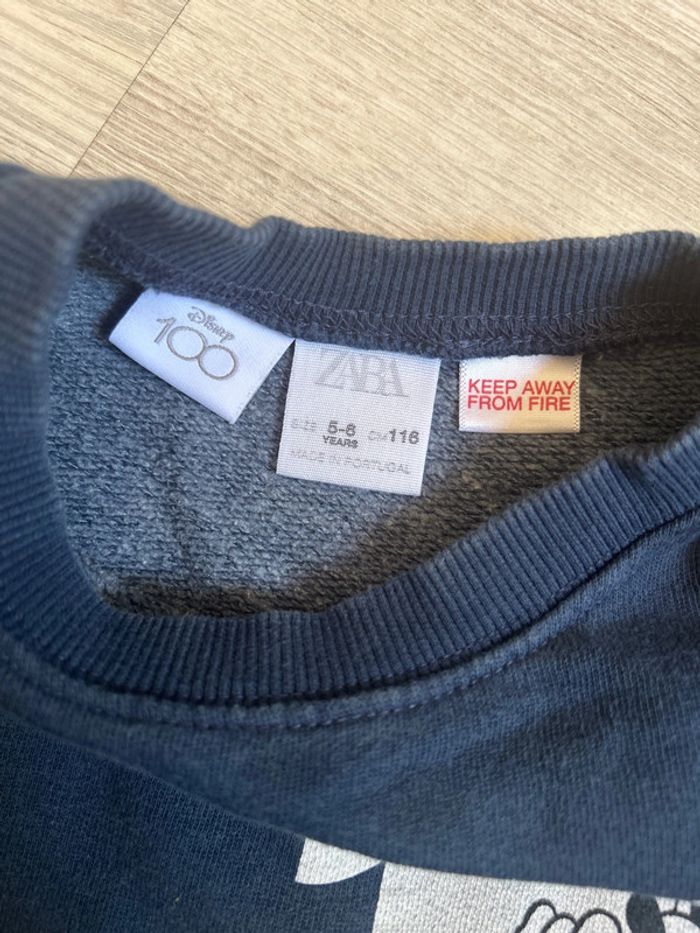 Disney
100
ZARA
SIZE 5-6 CM 116
YEARS
MADE IN PORTUGAL
KEEP AWAY
FROM FIRE